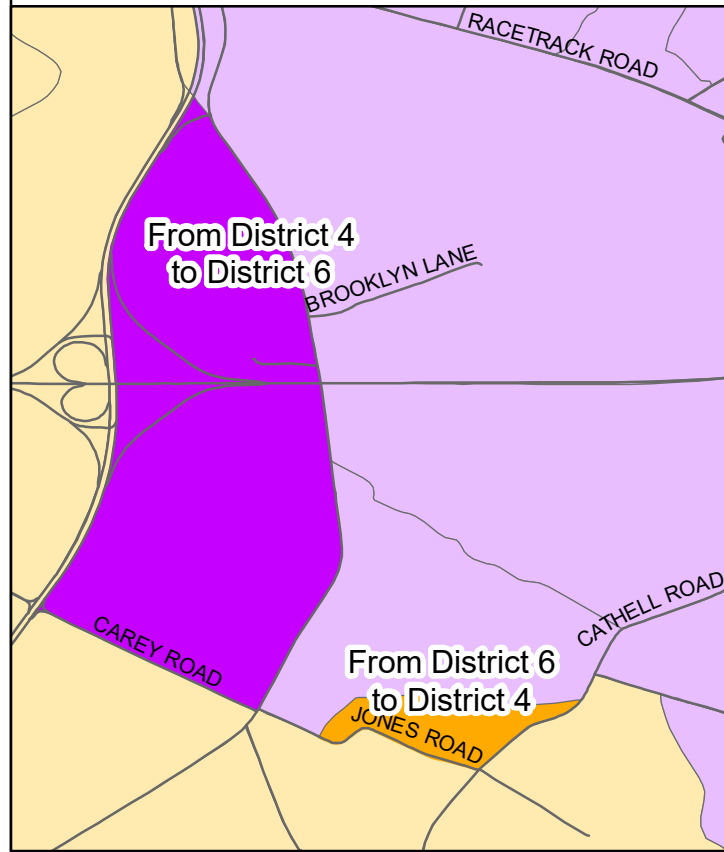 RACETRACK ROAD
From District 4
to District 6
BROOKLYN LANE
CATHELL ROAD
CAREY ROAD
From District 6
to District 4
JONES ROAD